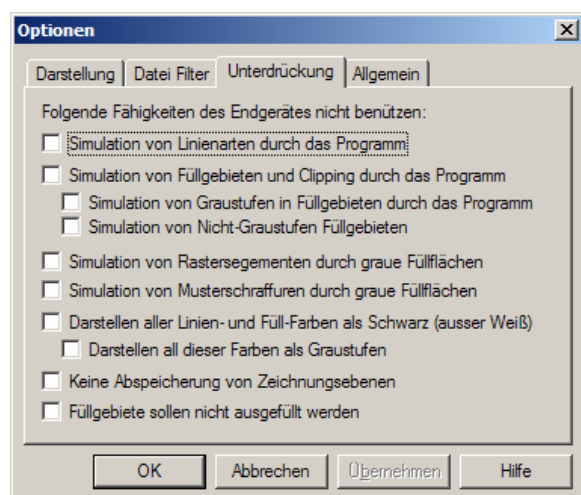 Optionen
Darstellung Datei Filter Unterdrückung Allgemein
Folgende Fähigkeiten des Endgerätes nicht benützen:
Simulation von Linienarten durch das Programm
Simulation von Füllgebieten und Clipping durch das Programm
Simulation von Graustufen in Füllgebieten durch das Programm
Simulation von Nicht-Graustufen Füllgebieten
Simulation von Rastersegementen durch graue Füllflächen
Simulation von Musterschraffuren durch graue Füllflächen
Darstellen aller Linien- und Füll-Farben als Schwarz (ausser Weiß)
Darstellen all dieser Farben als Graustufen
Keine Abspeicherung von Zeichnungsebenen
Füllgebiete sollen nicht ausgefüllt werden
OK Abbrechen Übernehmen Hilfe